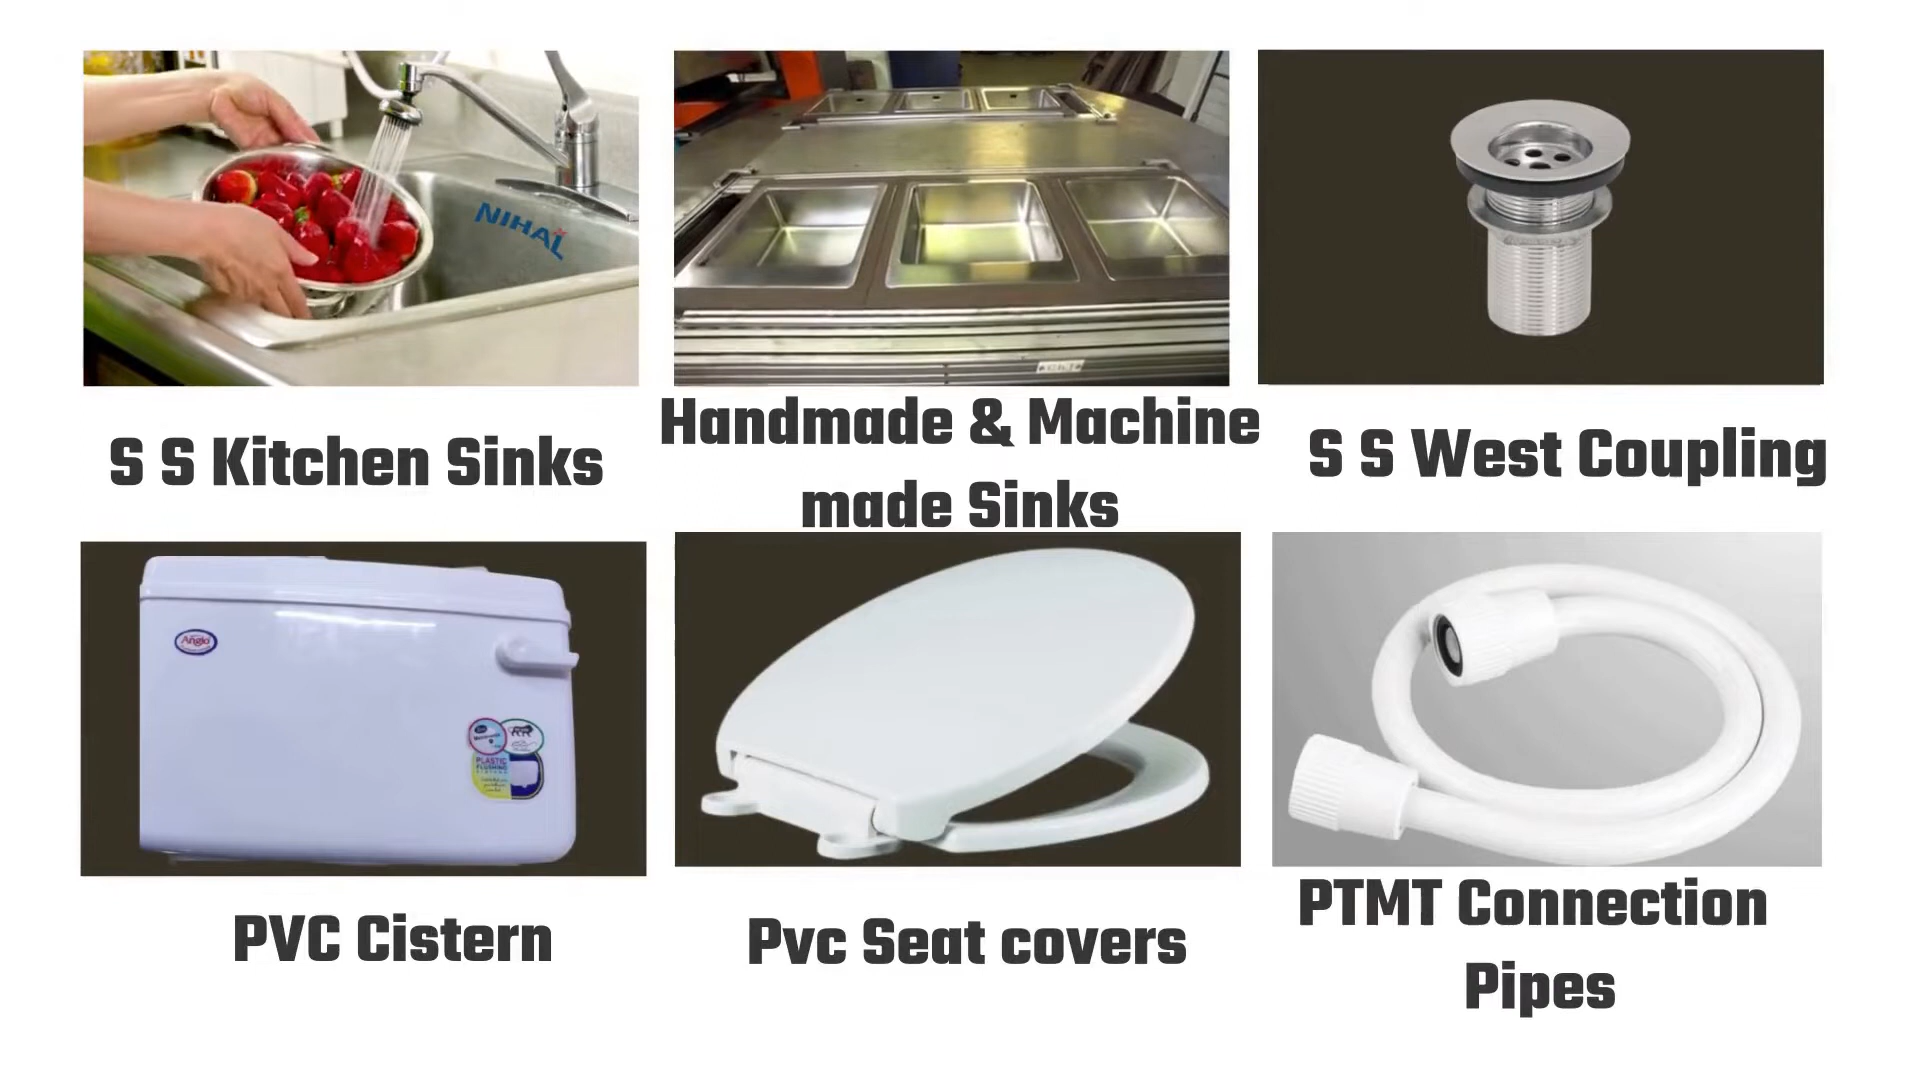 NIHAL
S S Kitchen Sinks
Handmade & Machine
made Sinks
S S West Coupling
Anglo
PLASTIC
FLUSHING
PVC Cistern
Pvc Seat covers
PTMT Connection
Pipes